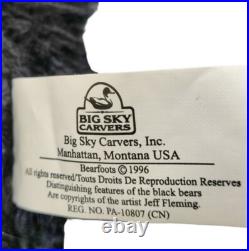 BIG SKY
CARVERS
Big Sky Carvers, Inc.
Manhattan, Montana USA
Bearfoots ©1996
All rights reserved/Touts Droits De Reproduction Reserves
Distinguishing features of the black bears
Are copyrights of the artist Jeff Fleming.
REG. NO. PA-10807 (CN)